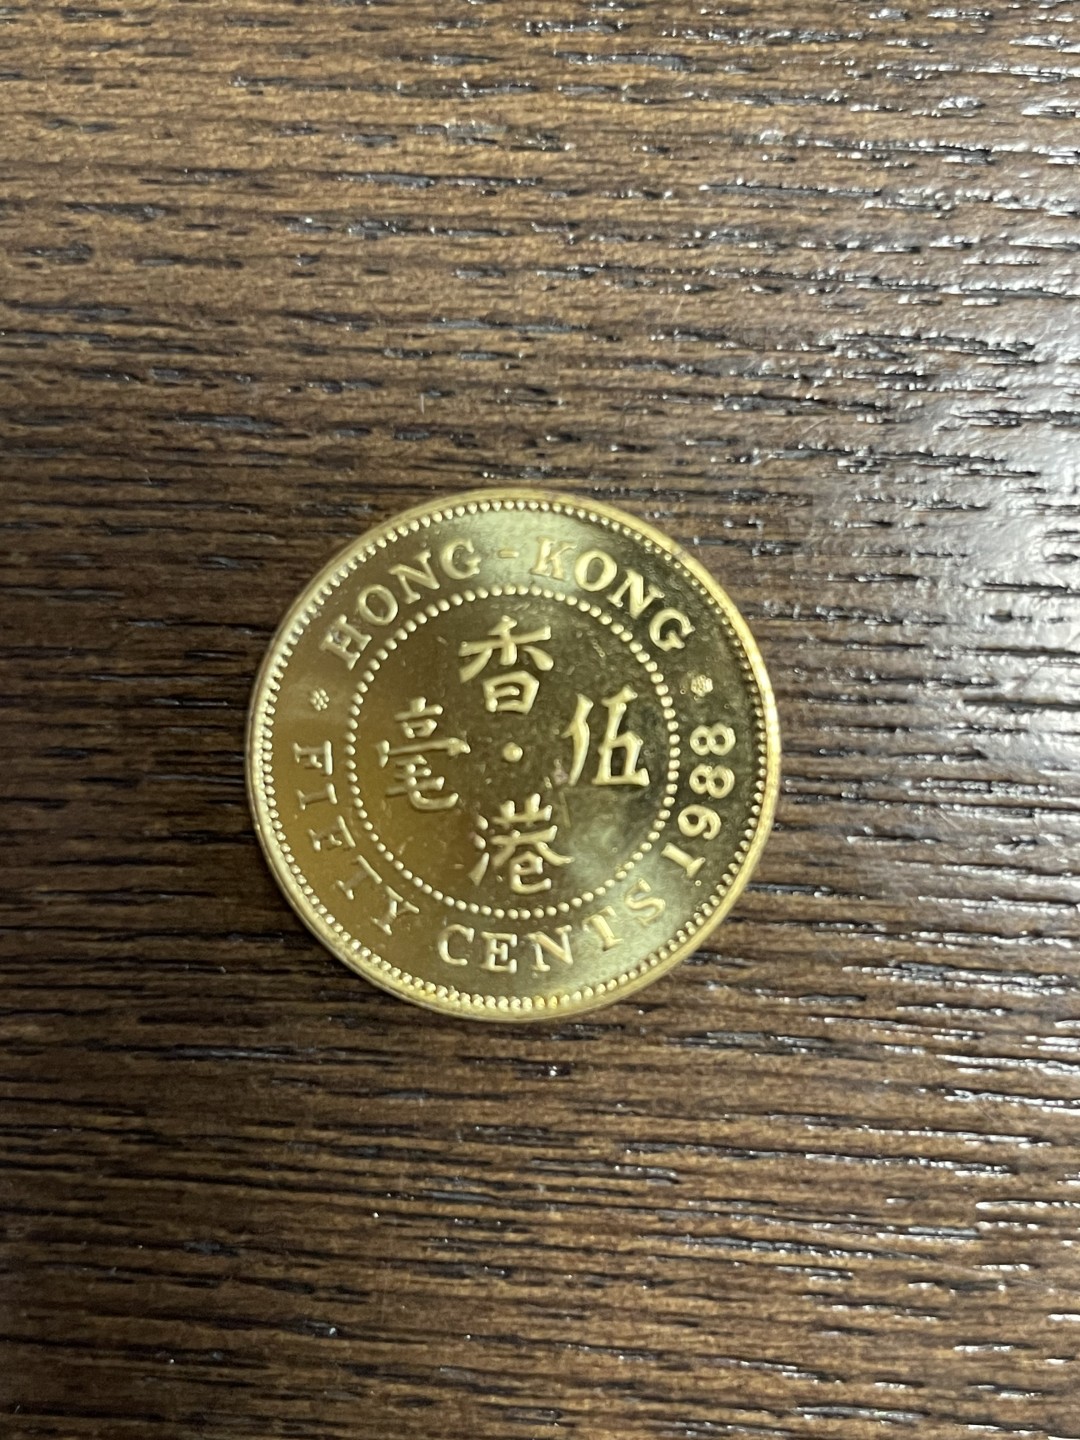 HONG-KONG
香港
伍毫
FIFTY CENTS 1988